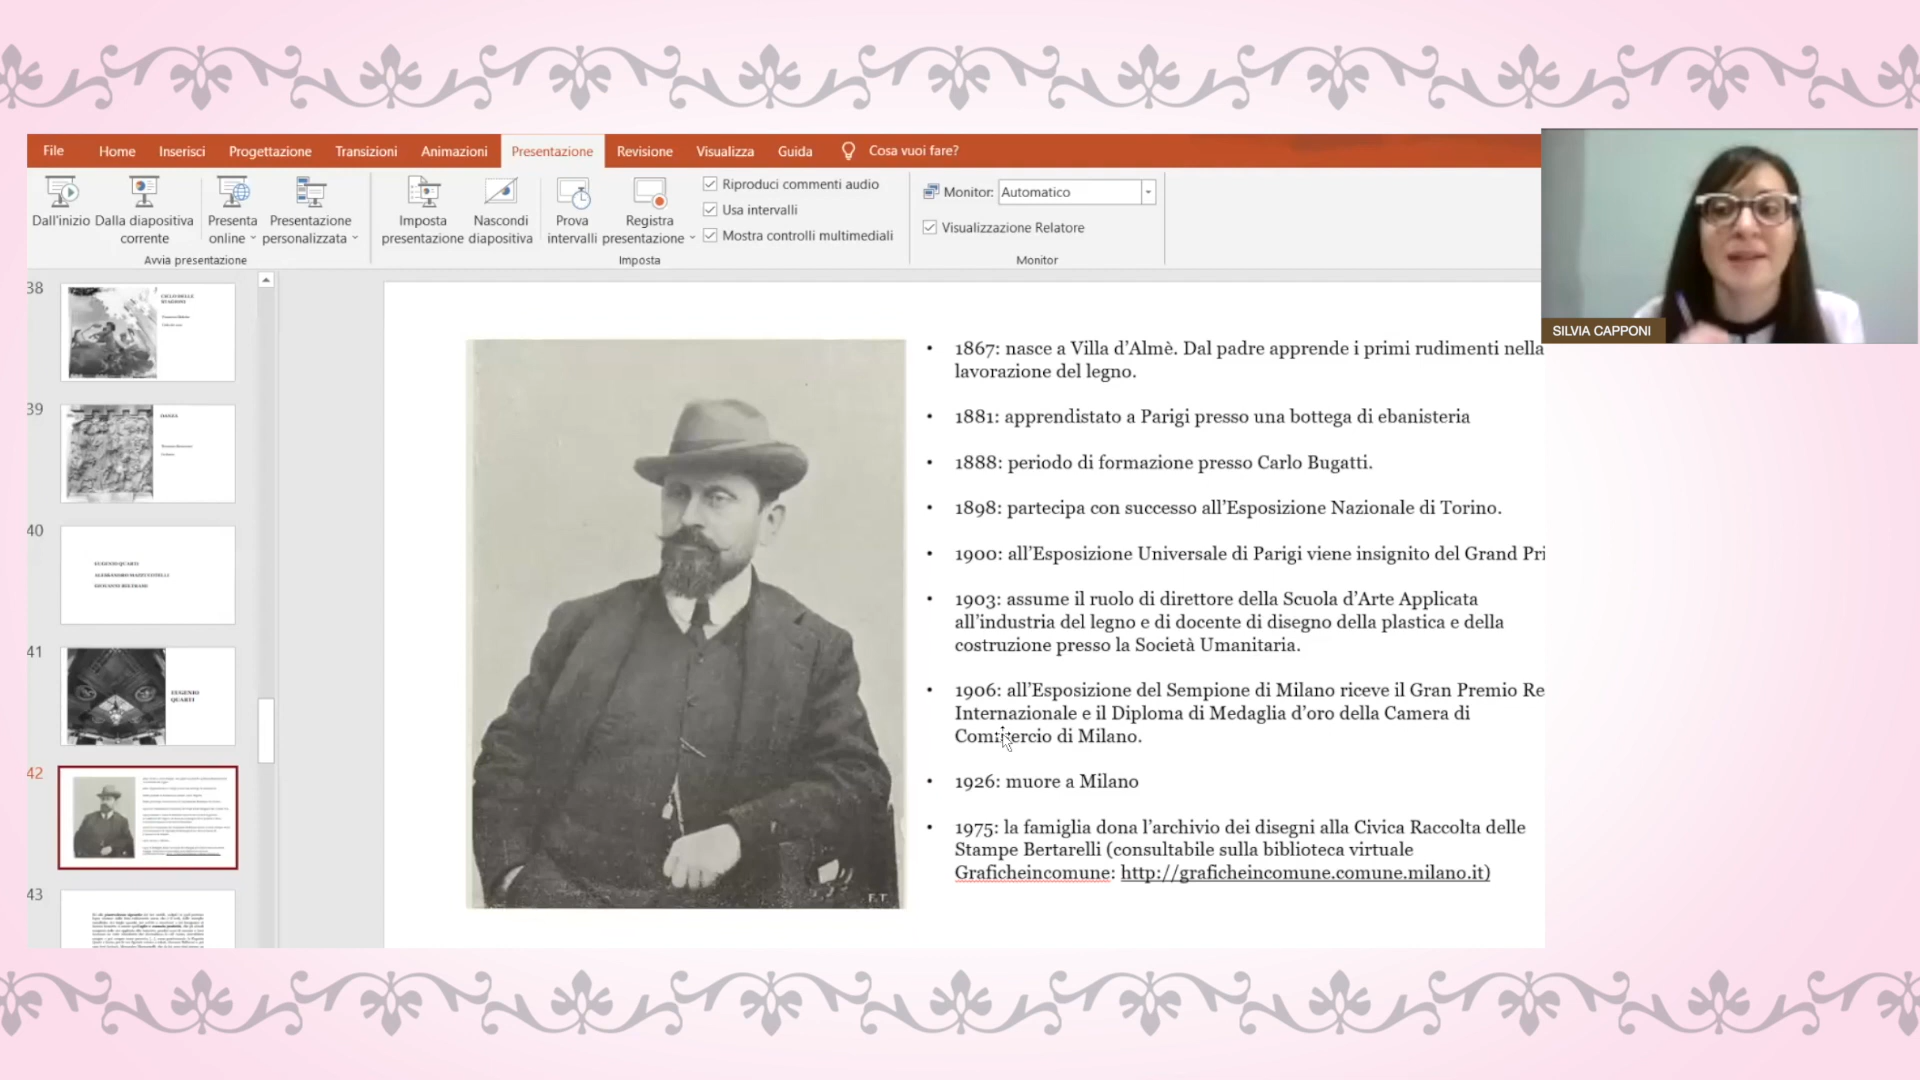 File Home Inserisci Progettazione Transizioni Animazioni Presentazione Revisione Visualizza Guida Cosa vuoi fare?
Dall'inizio
Dalla diapositiva
corrente
Presenta
online
Presentazione
personalizzata
Avvia presentazione
Imposta
presentazione
Nascondi
diapositiva
Prova
intervalli
Registra
presentazione
Riproduci commenti audio
Usa intervalli
Mostra controlli multimediali
Imposta
Monitor: Automatico
Visualizzazione Relatore
Monitor
SILVIA CAPPONI
38
39
DANZA
40
EUGENIO QUARTI
ALESSANDRO MAZZUCOTELLI
GIOVANNI BELTRAMI
41
EUGENIO
QUARTI
42
43
• 1867: nasce a Villa d’Almè. Dal padre apprende i primi rudimenti nella
lavorazione del legno.
• 1881: apprendistato a Parigi presso una bottega di ebanisteria
• 1888: periodo di formazione presso Carlo Bugatti.
• 1898: partecipa con successo all’Esposizione Nazionale di Torino.
• 1900: all’Esposizione Universale di Parigi viene insignito del Grand Pri
• 1903: assume il ruolo di direttore della Scuola d’Arte Applicata
all’industria del legno e di docente di disegno della plastica e della
costruzione presso la Società Umanitaria.
• 1906: all’Esposizione del Sempione di Milano riceve il Gran Premio Re
Internazionale e il Diploma di Medaglia d’oro della Camera di
Commercio di Milano.
• 1926: muore a Milano
• 1975: la famiglia dona l’archivio dei disegni alla Civica Raccolta delle
Stampe Bertarelli (consultabile sulla biblioteca virtuale
Graficheincomune: http://graficheincomune.comune.milano.it)
F.T